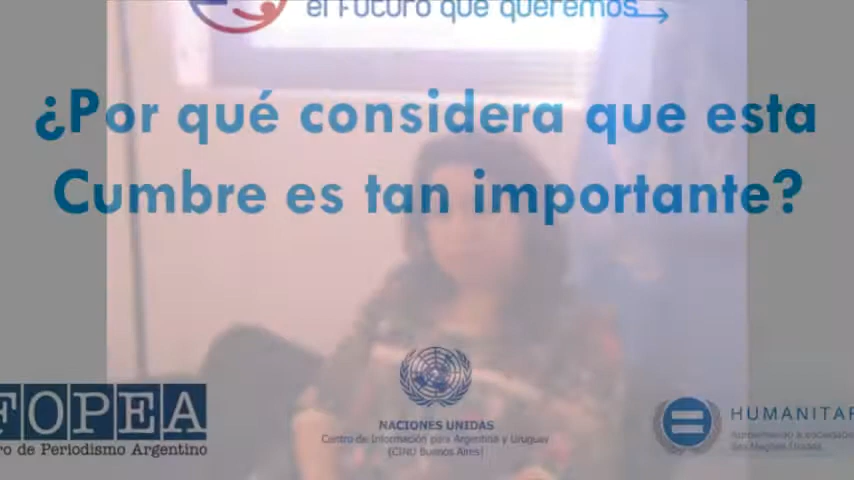 el Futuro que queremos
¿Por qué considera que esta
Cumbre es tan importante?
FOPEA
ro de Periodismo Argentino
NACIONES UNIDAS
Centro de Información para Argentina y Uruguay
(CINU Buenos Aires)
HUMANITAR